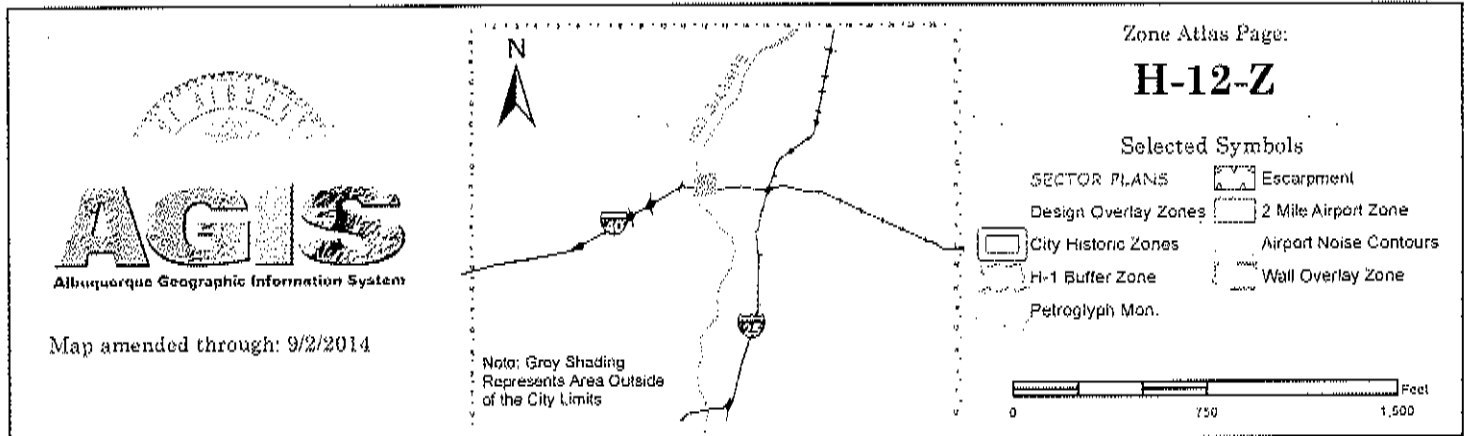 AGIS
Albuquerque Geographic Information System
Map amended through: 9/2/2014
N
Note: Grey Shading
Represents Area Outside
of the City Limits
Zone Atlas Page:
H-12-Z
Selected Symbols
SECTOR PLANS
Escarpment
Design Overlay Zones
2 Mile Airport Zone
City Historic Zones
Airport Noise Contours
H-1 Buffer Zone
Wall Overlay Zone
Petroglyph Mon.
Feet
0
750
1,500